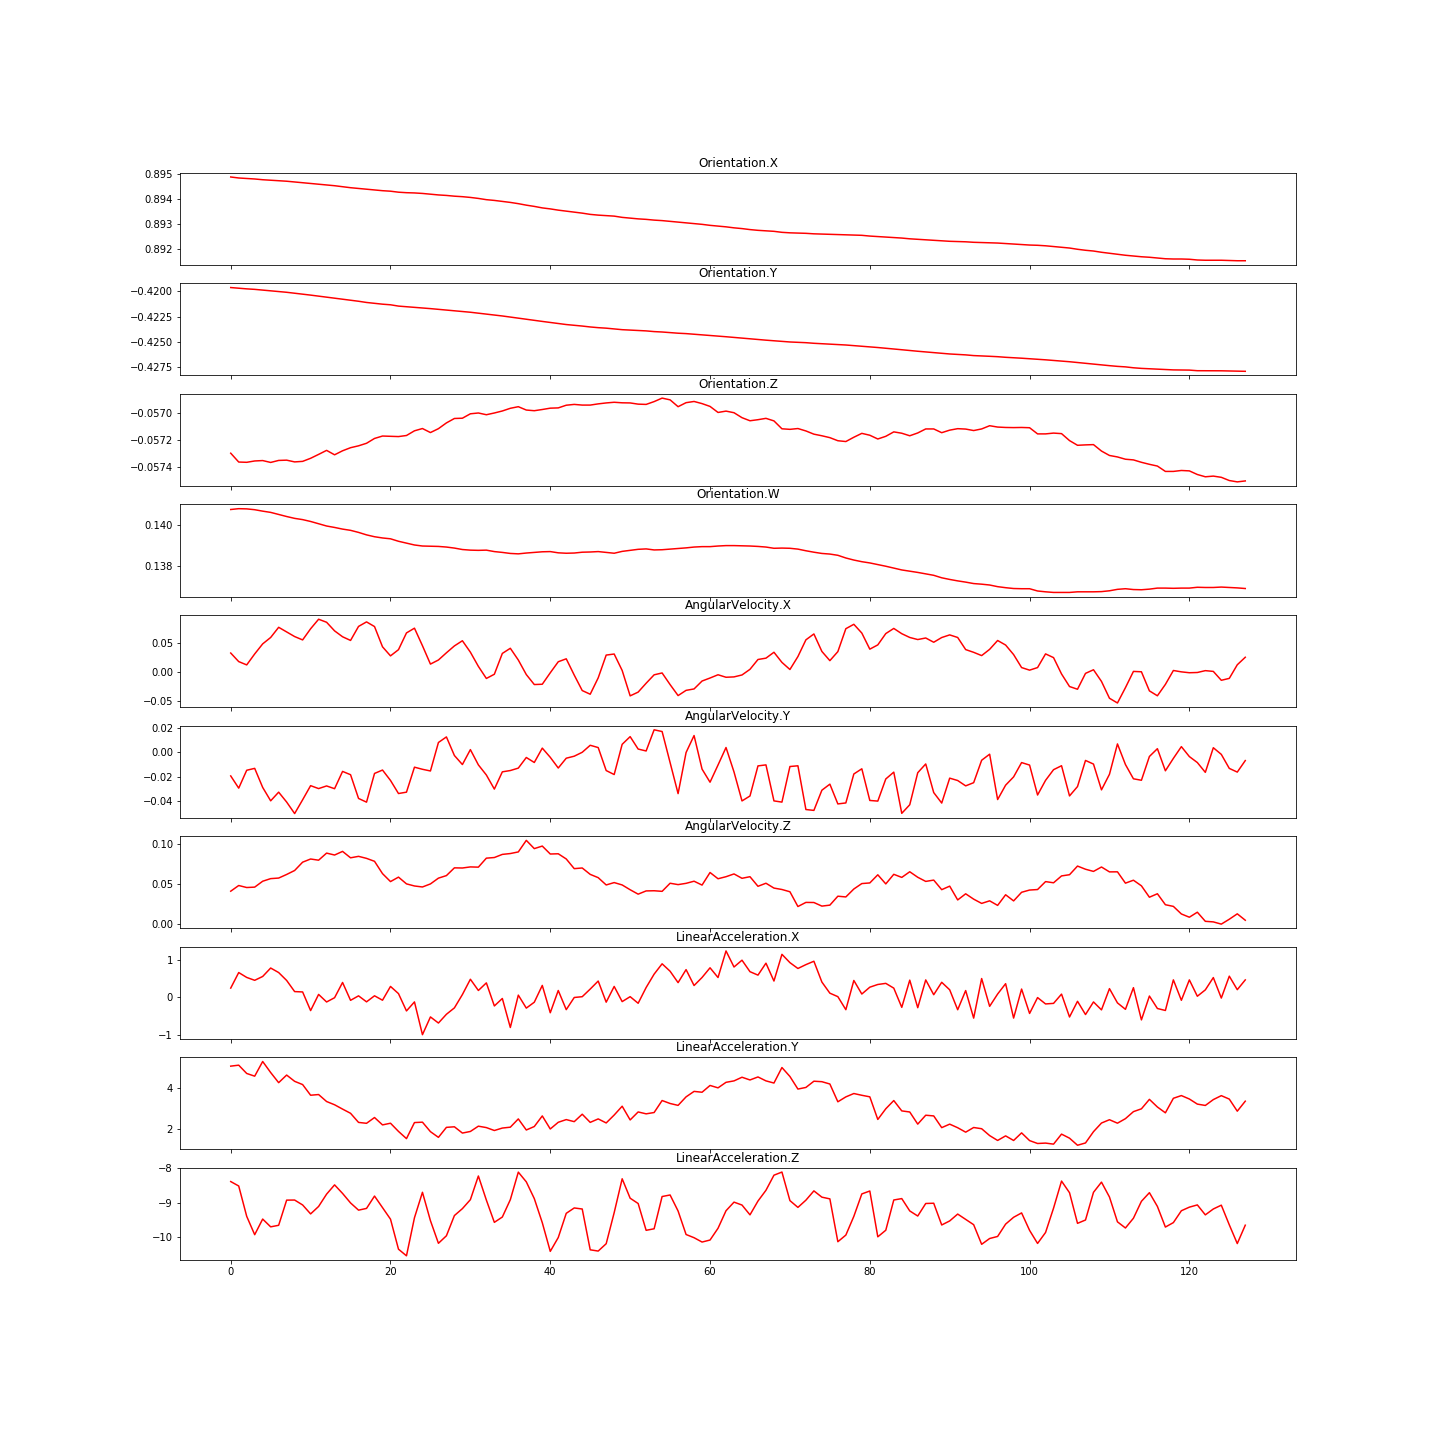 Orientation.X
0.895
0.894
0.893
0.892
Orientation.Y
−0.4200
−0.4225
−0.4250
−0.4275
Orientation.Z
−0.0570
−0.0572
−0.0574
Orientation.W
0.140
0.138
AngularVelocity.X
0.05
0.00
−0.05
AngularVelocity.Y
0.02
0.00
−0.02
−0.04
AngularVelocity.Z
0.10
0.05
0.00
LinearAcceleration.X
1
0
−1
LinearAcceleration.Y
4
2
LinearAcceleration.Z
−8
−9
−10
0 20 40 60 80 100 120